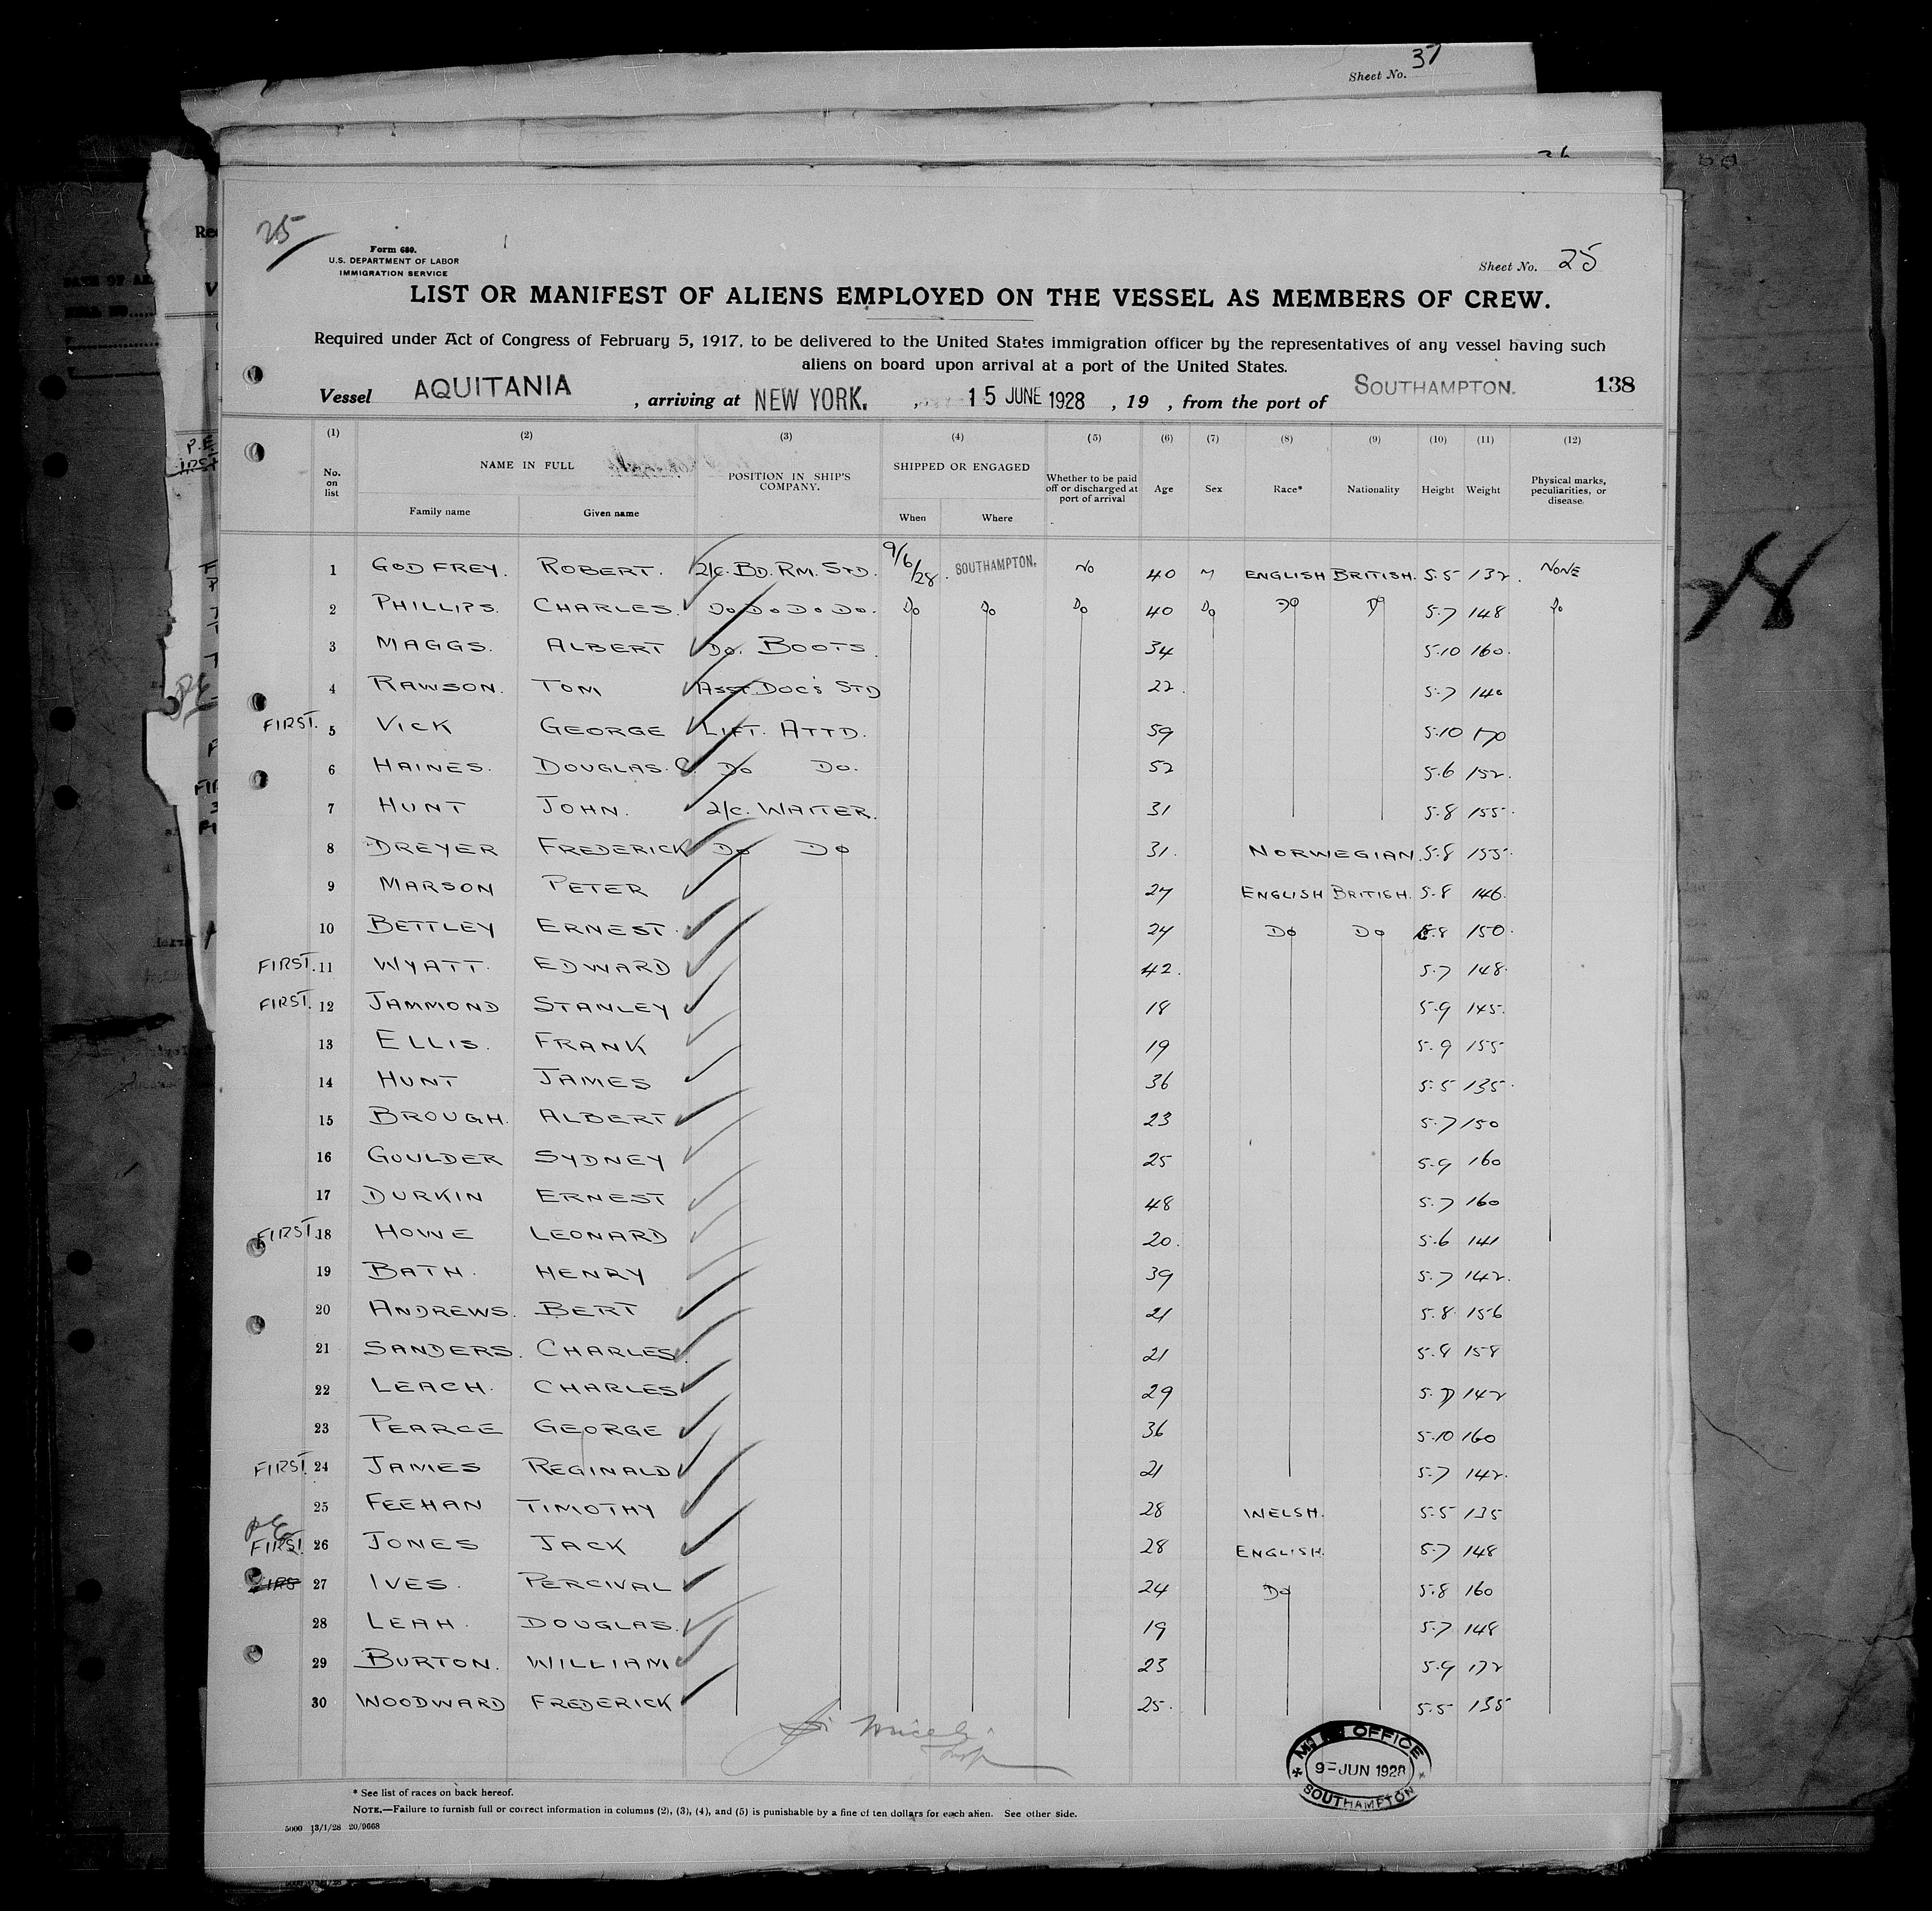 Sheet No. 37
25
Form 680.
U.S. DEPARTMENT OF LABOR
IMMIGRATION SERVICE
Sheet No. 25
LIST OR MANIFEST OF ALIENS EMPLOYED ON THE VESSEL AS MEMBERS OF CREW.
Required under Act of Congress of February 5, 1917, to be delivered to the United States immigration officer by the representatives of any vessel having such
aliens on board upon arrival at a port of the United States.
Vessel AQUITANIA , arriving at NEW YORK. , 15 JUNE 1928 , 19 , from the port of SOUTHAMPTON. 138
(1) (2) (3) (4) (5) (6) (7) (8) (9) (10) (11) (12)
No. on list NAME IN FULL Family name Given name POSITION IN SHIP'S COMPANY. SHIPPED OR ENGAGED When Where Whether to be paid off or discharged at port of arrival Age Sex Race* Nationality Height Weight Physical marks, peculiarities, or disease.
1 GODFREY. ROBERT. 2/C. BD. RM. STD. 9/6/28. SOUTHAMPTON. NO 40 M ENGLISH BRITISH. 5.5 132. NONE
2 PHILLIPS. CHARLES. DO DO DO DO. DO DO DO 40 DO DO DO 5.7 148 DO
3 MAGGS. ALBERT DO. BOOTS. 34 5.10 160.
4 RAWSON. TOM ASST. DOC'S STD 22. 5.7 140
FIRST. 5 VICK GEORGE LIFT. ATTD. 59 5.10 170
6 HAINES. DOUGLAS. C. DO DO. 52 5.6 152.
7 HUNT JOHN. 2/C. WAITER. 31 5.8 155.
8 DREYER FREDERICK DO DO 31. NORWEGIAN. 5.8 155.
9 MARSON PETER 27 ENGLISH BRITISH. 5.8 146.
10 BETTLEY ERNEST. 24 DO DO 5.8 150.
FIRST. 11 WYATT. EDWARD 42. 5.7 148.
FIRST. 12 JAMMOND STANLEY 18 5.9 145.
13 ELLIS. FRANK 19 5.9 155
14 HUNT JAMES 36 5.5 135.
15 BROUGH. ALBERT 23 5.7 150
16 GOULDER SYDNEY 25 5.9 160
17 DURKIN ERNEST 48 5.7 160
FIRST. 18 HOWE LEONARD 20. 5.6 141
19 BATH. HENRY 39 5.7 142.
20 ANDREWS. BERT 21 5.8 156
21 SANDERS. CHARLES. 21 5.8 158
22 LEACH. CHARLES 29 5.7 142
23 PEARCE GEORGE 36 5.10 160
FIRST. 24 JAMES REGINALD 21 5.7 142.
25 FEEHAN TIMOTHY 28 WELSH. 5.5 135
FIRST. 26 JONES JACK 28 ENGLISH. 5.7 148
FIRS 27 IVES. PERCIVAL 24 DO 5.8 160
28 LEAH. DOUGLAS. 19 5.7 148
29 BURTON. WILLIAM 23 5.9 172
30 WOODWARD FREDERICK 25. 5.5 135
OFFICE
9-JUN 1928
SOUTHAMPTON
* See list of races on back hereof.
NOTE.—Failure to furnish full or correct information in columns (2), (3), (4), and (5) is punishable by a fine of ten dollars for each alien. See other side.
5000 13/1/28 20/9668